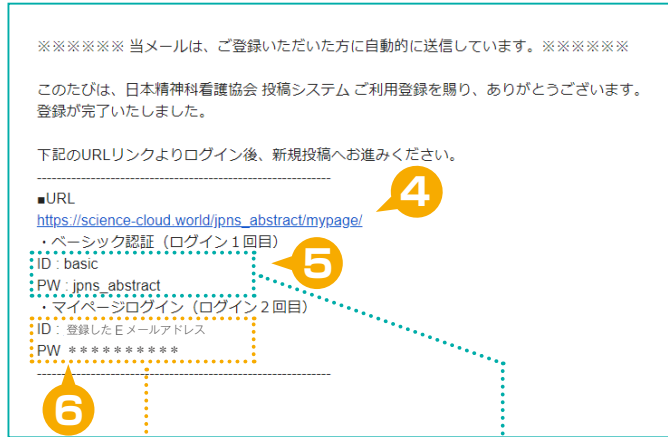 ※※※※※※ 当メールは、ご登録いただいた方に自動的に送信しています。※※※※※※
このたびは、日本精神科看護協会 投稿システム ご利用登録を賜り、ありがとうございます。
登録が完了いたしました。
下記のURLリンクよりログイン後、新規投稿へお進みください。
------------------------------------------------------------
■URL
4
https://science-cloud.world/jpns_abstract/mypage/
・ベーシック認証（ログイン１回目）
5
ID : basic
PW : jpns_abstract
・マイページログイン（ログイン２回目）
ID : 登録したＥメールアドレス
PW ＊＊＊＊＊＊＊＊＊＊
------------------------------------------------------------
6